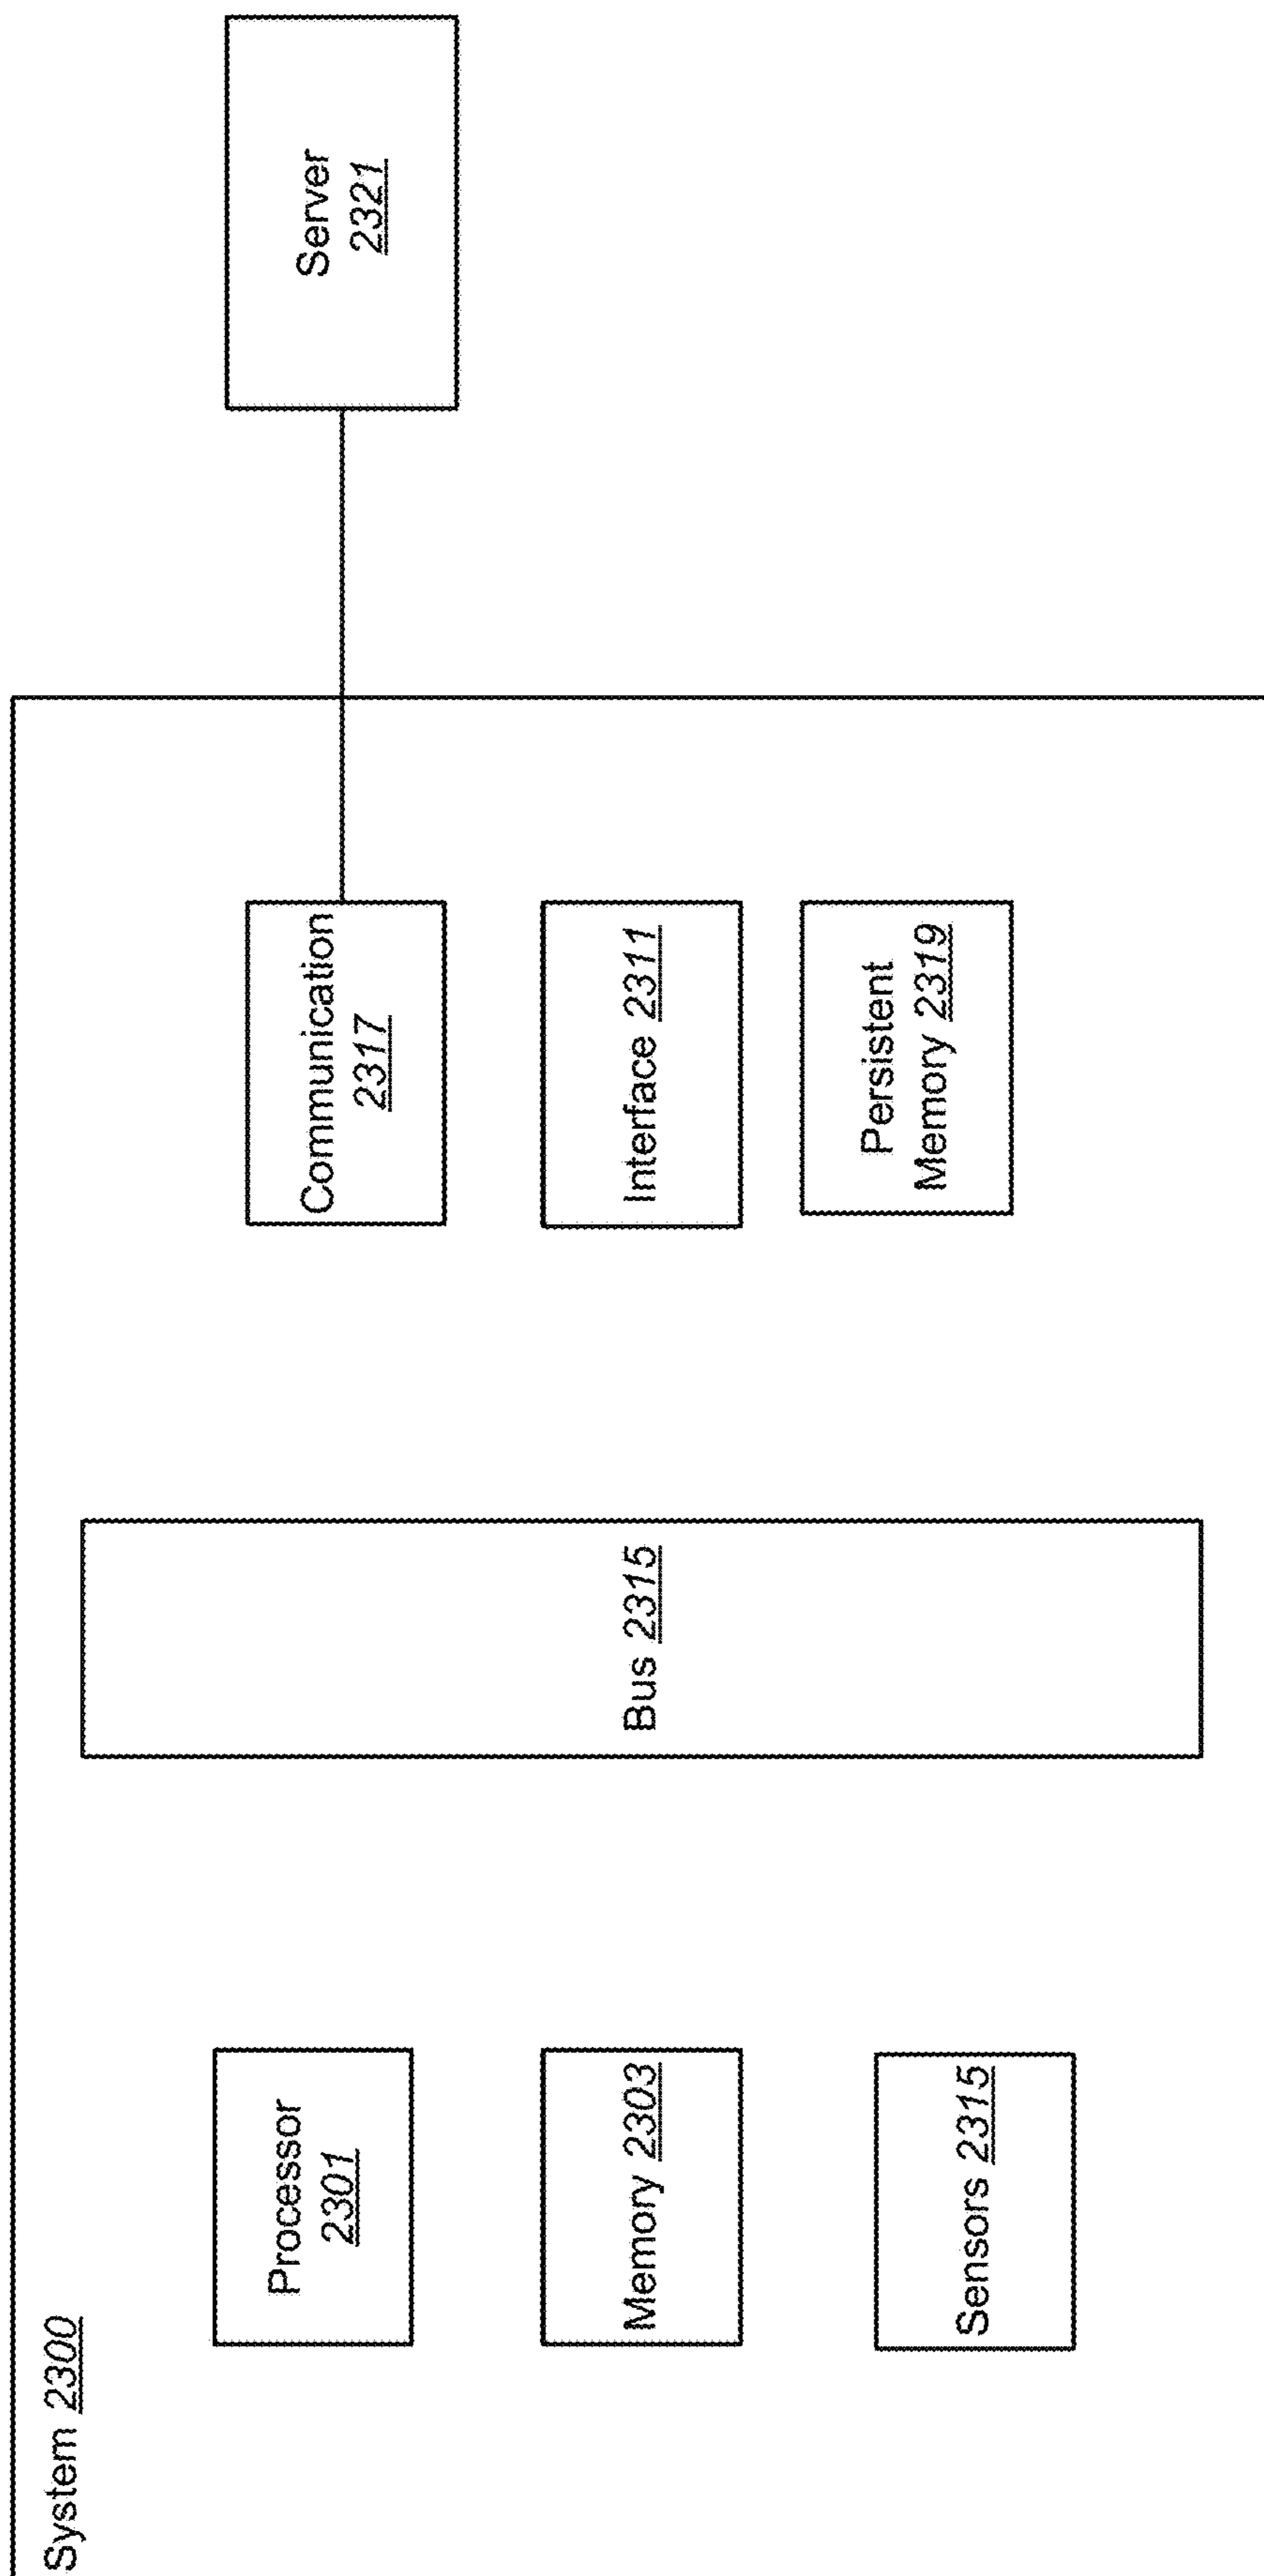 System 2300
Processor
2301
Memory 2303
Sensors 2315
Bus 2315
Communication
2317
Interface 2311
Persistent
Memory 2319
Server
2321